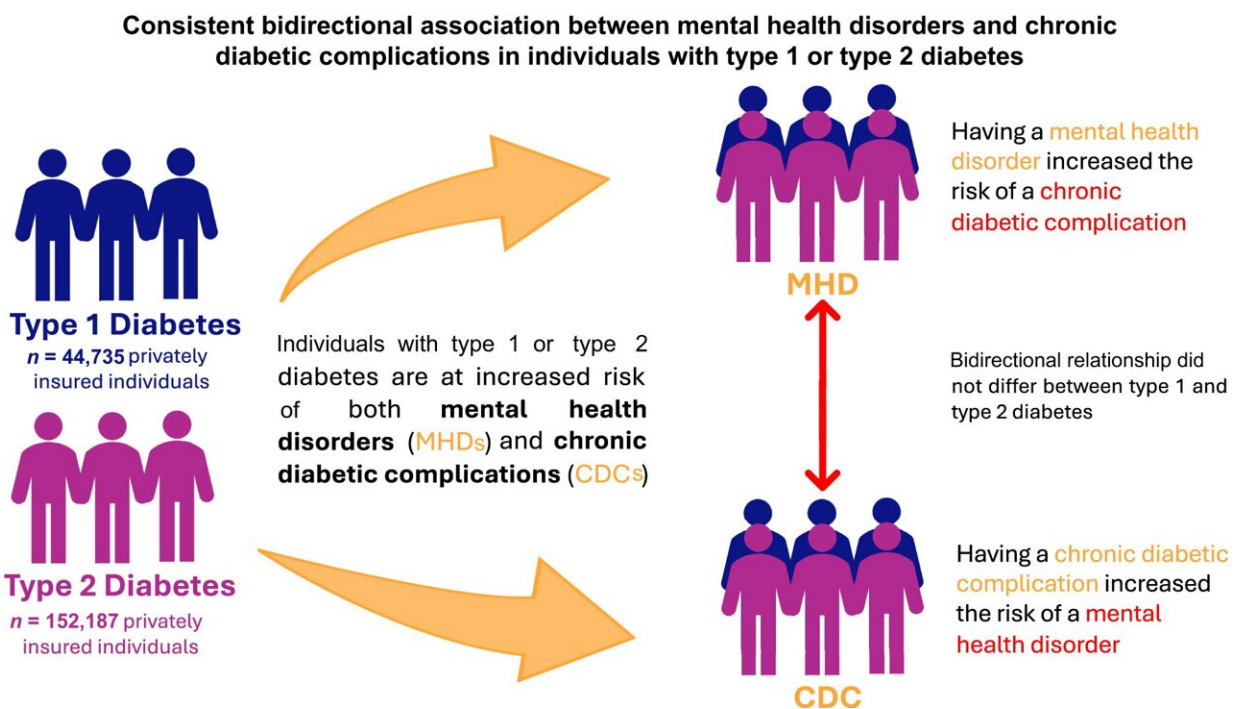 Consistent bidirectional association between mental health disorders and chronic
diabetic complications in individuals with type 1 or type 2 diabetes
Type 1 Diabetes
n = 44,735 privately
insured individuals
Type 2 Diabetes
n = 152,187 privately
insured individuals
Individuals with type 1 or type 2
diabetes are at increased risk
of both mental health
disorders (MHDs) and chronic
diabetic complications (CDCs)
MHD
Having a mental health
disorder increased the
risk of a chronic
diabetic complication
Bidirectional relationship did
not differ between type 1 and
type 2 diabetes
CDC
Having a chronic diabetic
complication increased
the risk of a mental
health disorder